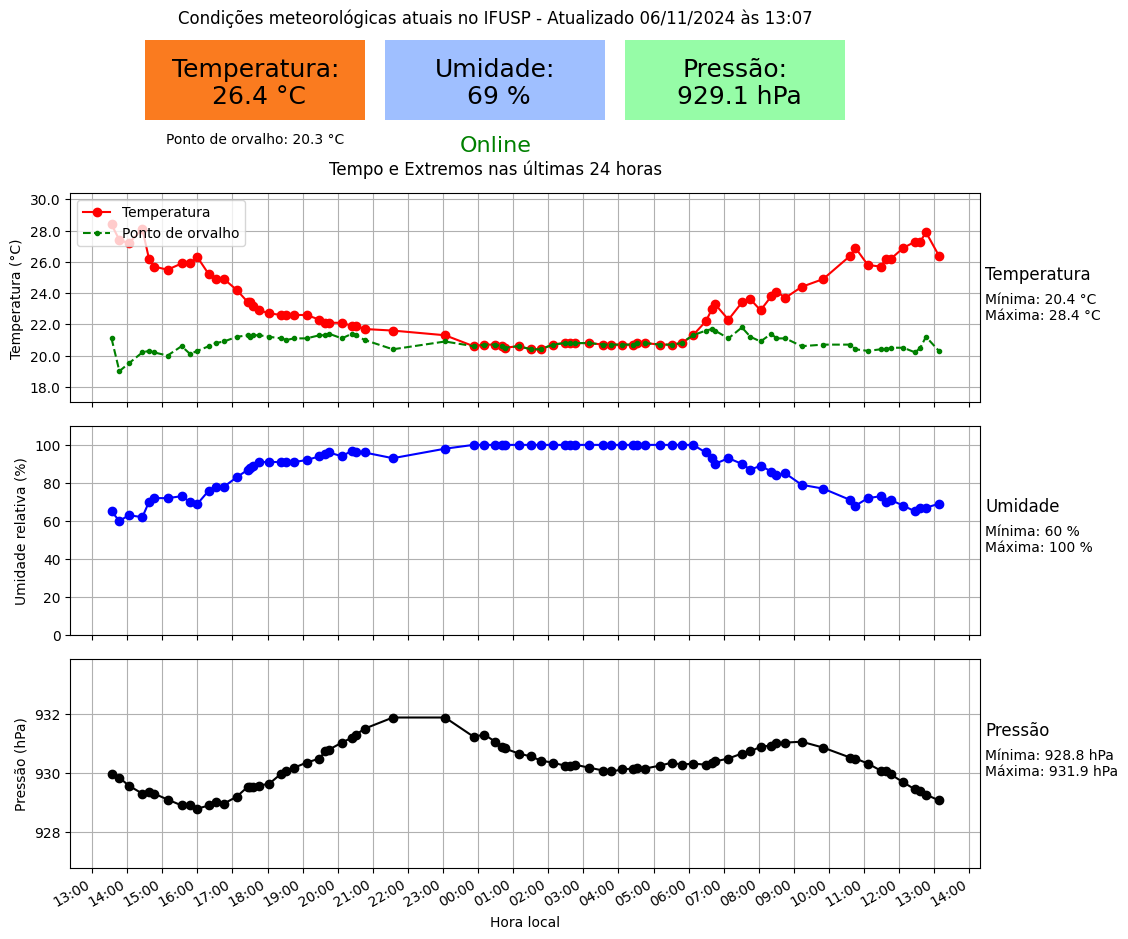 Condições meteorológicas atuais no IFUSP - Atualizado 06/11/2024 às 13:07
Temperatura:
26.4 °C
Umidade:
69 %
Pressão:
929.1 hPa
Ponto de orvalho: 20.3 °C
Online
Tempo e Extremos nas últimas 24 horas
Temperatura (°C)
30.0
28.0
26.0
24.0
22.0
20.0
18.0
Temperatura
Ponto de orvalho
Temperatura
Mínima: 20.4 °C
Máxima: 28.4 °C
Umidade relativa (%)
100
80
60
40
20
0
Umidade
Mínima: 60 %
Máxima: 100 %
Pressão (hPa)
932
930
928
Pressão
Mínima: 928.8 hPa
Máxima: 931.9 hPa
13:00 14:00 15:00 16:00 17:00 18:00 19:00 20:00 21:00 22:00 23:00 00:00 01:00 02:00 03:00 04:00 05:00 06:00 07:00 08:00 09:00 10:00 11:00 12:00 13:00 14:00
Hora local